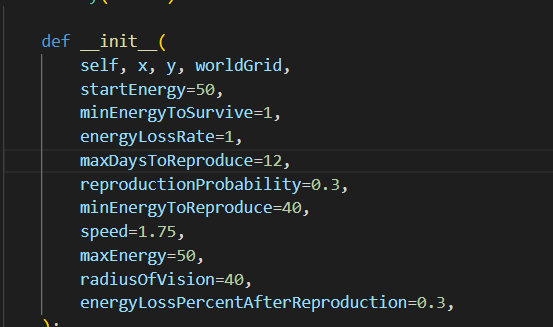 def __init__(
self, x, y, worldGrid,
startEnergy=50,
minEnergyToSurvive=1,
energyLossRate=1,
maxDaysToReproduce=12,
reproductionProbability=0.3,
minEnergyToReproduce=40,
speed=1.75,
maxEnergy=50,
radiusOfVision=40,
energyLossPercentAfterReproduction=0.3,
):